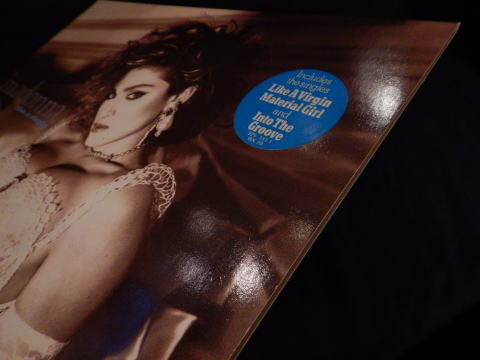 Includes
the singles
Like A Virgin
Material Girl
and
Into The
Groove